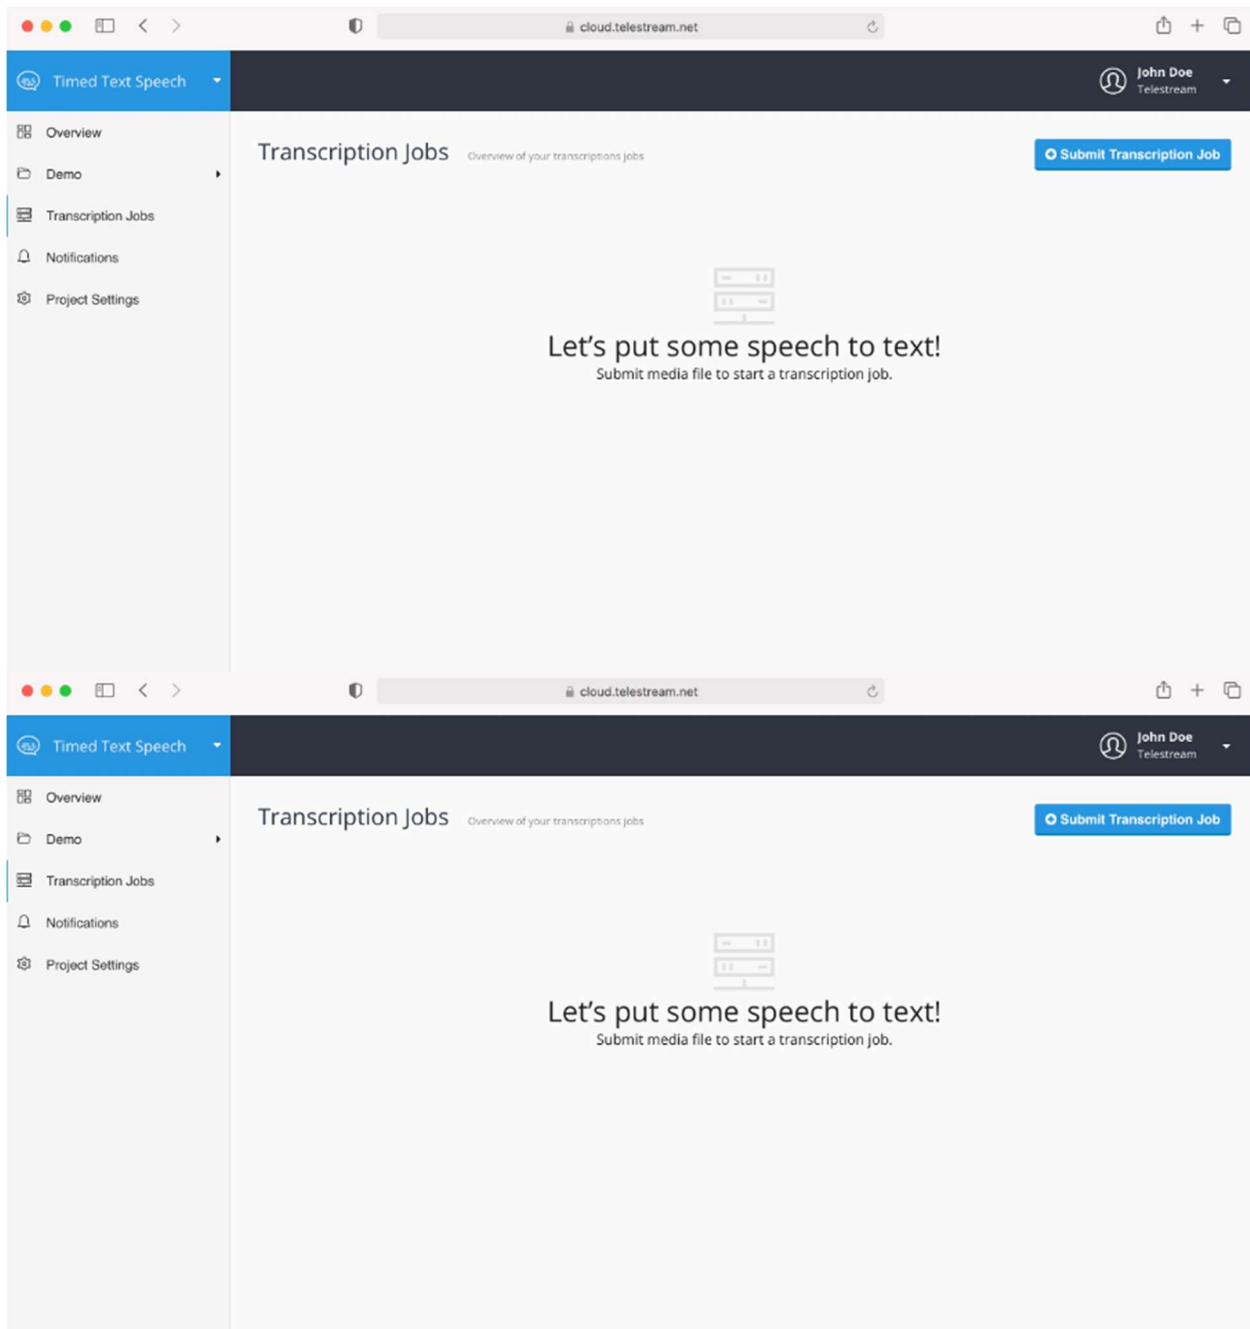 cloud.telestream.net
Timed Text Speech
John Doe
Telestream
Overview
Demo
Transcription Jobs
Notifications
Project Settings
Transcription Jobs Overview of your transcriptions jobs
Submit Transcription Job
Let's put some speech to text!
Submit media file to start a transcription job.
cloud.telestream.net
Timed Text Speech
John Doe
Telestream
Overview
Demo
Transcription Jobs
Notifications
Project Settings
Transcription Jobs Overview of your transcriptions jobs
Submit Transcription Job
Let's put some speech to text!
Submit media file to start a transcription job.